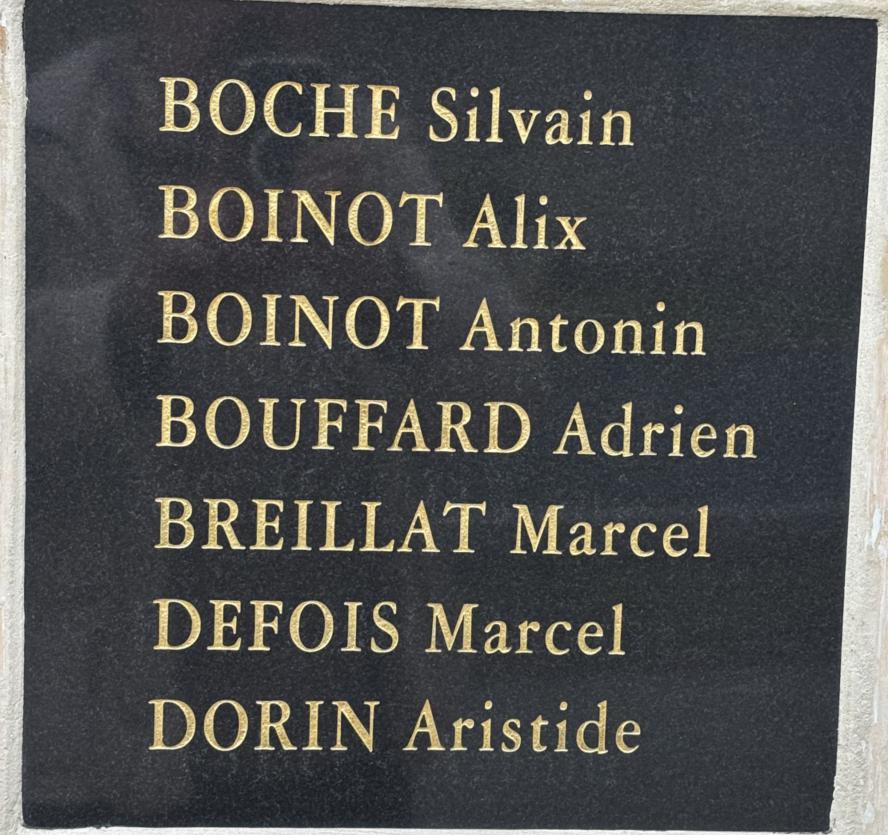 BOCHE Silvain
BOINOT Alix
BOINOT Antonin
BOUFFARD Adrien
BREILLAT Marcel
DEFOIS Marcel
DORIN Aristide